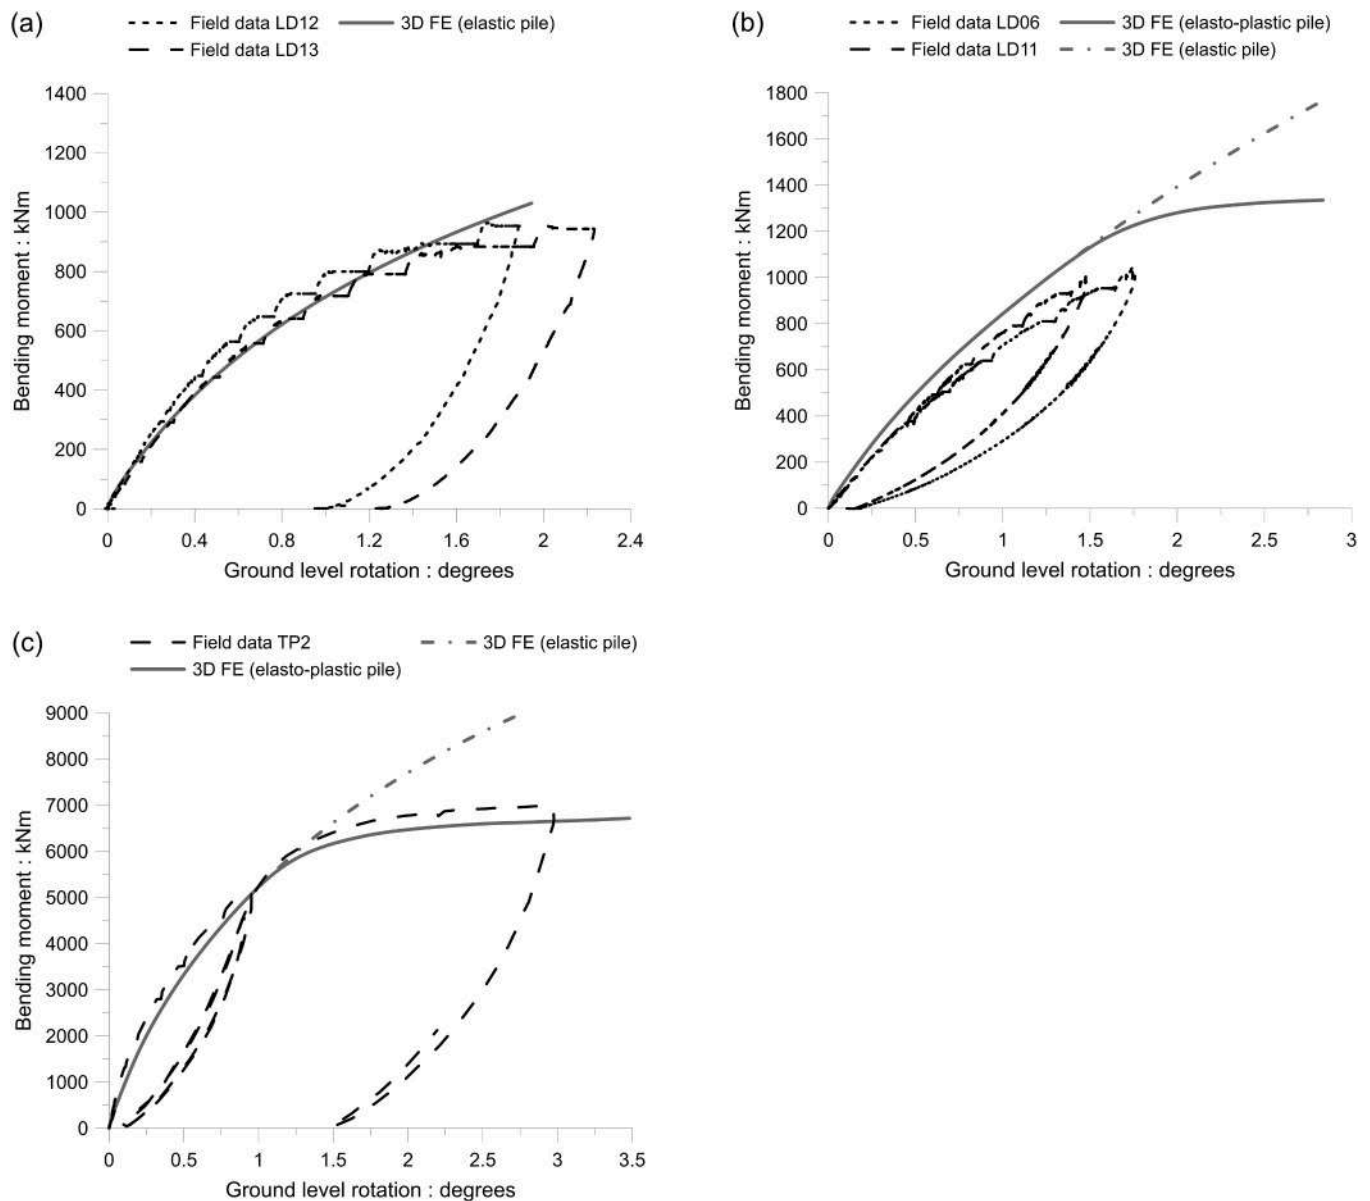 (a)
Field data LD12
3D FE (elastic pile)
Field data LD13
1400
1200
1000
800
600
400
200
0
Bending moment : kNm
0 0.4 0.8 1.2 1.6 2 2.4
Ground level rotation : degrees
(b)
Field data LD06
3D FE (elasto-plastic pile)
Field data LD11
3D FE (elastic pile)
1800
1600
1400
1200
1000
800
600
400
200
0
Bending moment : kNm
0 0.5 1 1.5 2 2.5 3
Ground level rotation : degrees
(c)
Field data TP2
3D FE (elastic pile)
3D FE (elasto-plastic pile)
9000
8000
7000
6000
5000
4000
3000
2000
1000
0
Bending moment : kNm
0 0.5 1 1.5 2 2.5 3 3.5
Ground level rotation : degrees